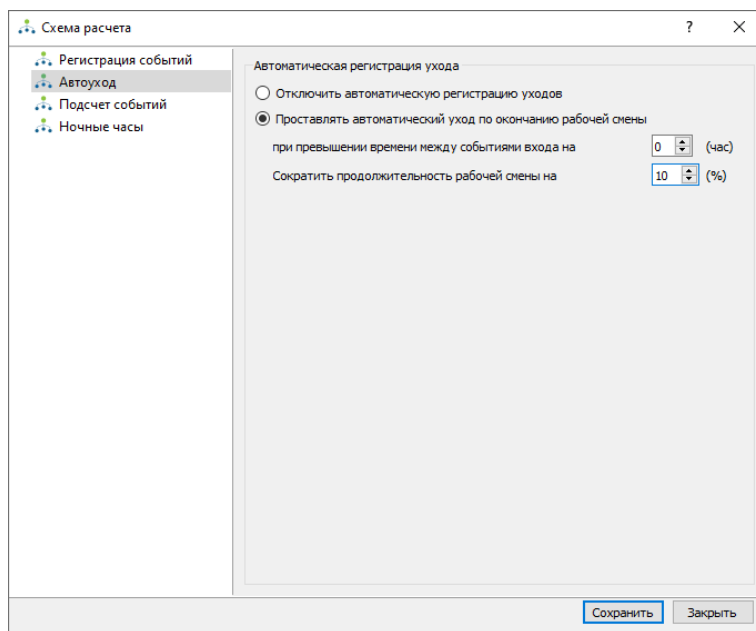 Схема расчета
?
Регистрация событий
Автоуход
Подсчет событий
Ночные часы
Автоматическая регистрация ухода
Отключить автоматическую регистрацию уходов
Проставлять автоматический уход по окончанию рабочей смены
при превышении времени между событиями входа на 0 (час)
Сократить продолжительность рабочей смены на 10 (%)
Сохранить Закрыть